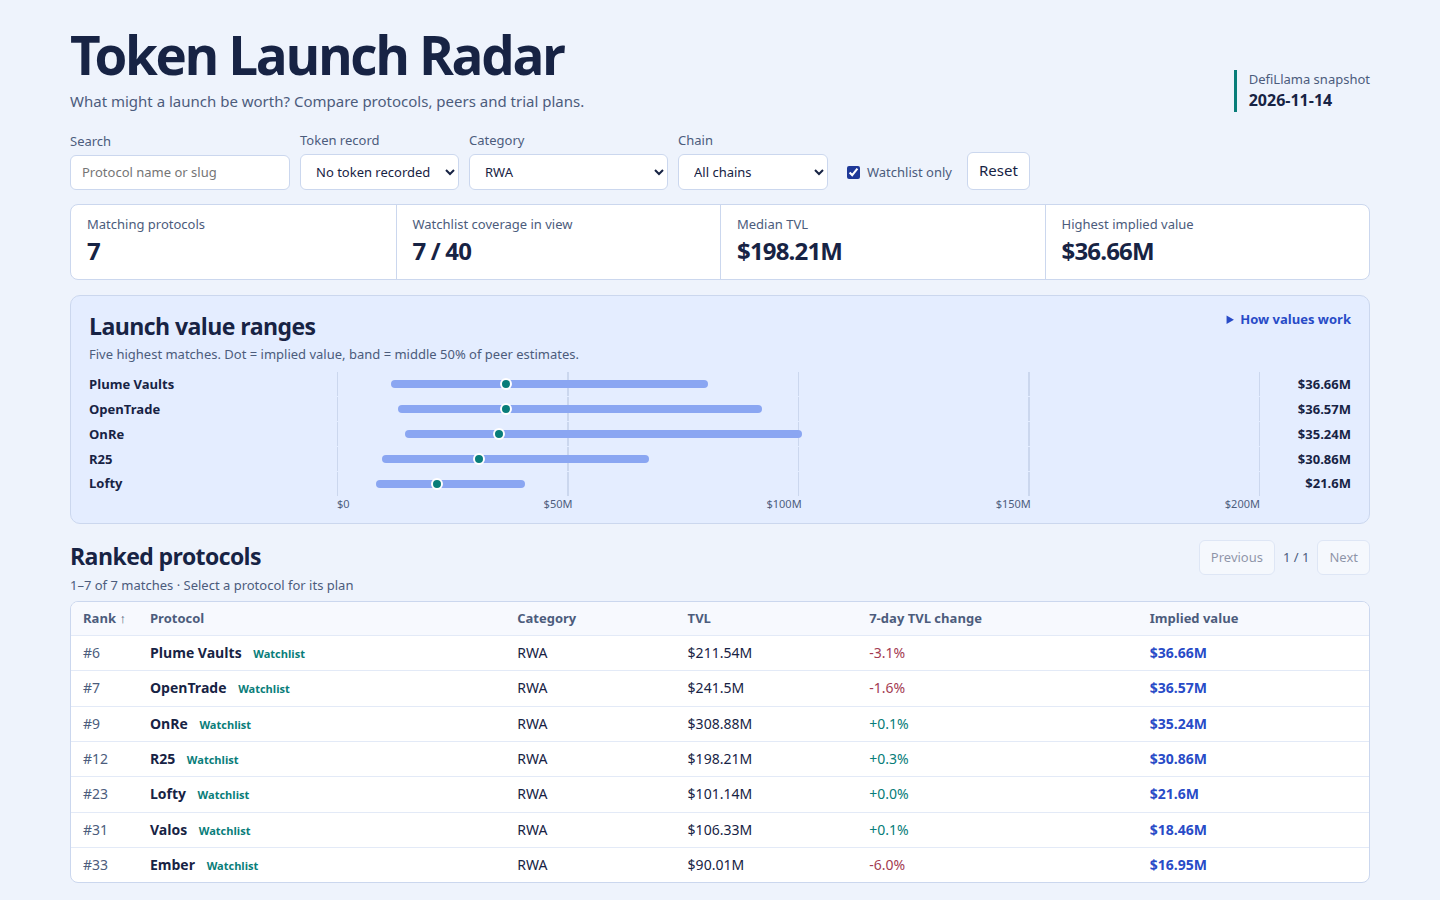 Token Launch Radar
What might a launch be worth? Compare protocols, peers and trial plans.
DefiLlama snapshot
2026-11-14
Search
Token record
Category
Chain
Protocol name or slug
No token recorded
RWA
All chains
Watchlist only
Reset
Matching protocols
7
Watchlist coverage in view
7 / 40
Median TVL
$198.21M
Highest implied value
$36.66M
Launch value ranges
▶ How values work
Five highest matches. Dot = implied value, band = middle 50% of peer estimates.
Plume Vaults $36.66M
OpenTrade $36.57M
OnRe $35.24M
R25 $30.86M
Lofty $21.6M
$0 $50M $100M $150M $200M
Ranked protocols
Previous 1 / 1 Next
1–7 of 7 matches · Select a protocol for its plan
Rank ↑ Protocol Category TVL 7-day TVL change Implied value
#6 Plume Vaults Watchlist RWA $211.54M -3.1% $36.66M
#7 OpenTrade Watchlist RWA $241.5M -1.6% $36.57M
#9 OnRe Watchlist RWA $308.88M +0.1% $35.24M
#12 R25 Watchlist RWA $198.21M +0.3% $30.86M
#23 Lofty Watchlist RWA $101.14M +0.0% $21.6M
#31 Valos Watchlist RWA $106.33M +0.1% $18.46M
#33 Ember Watchlist RWA $90.01M -6.0% $16.95M